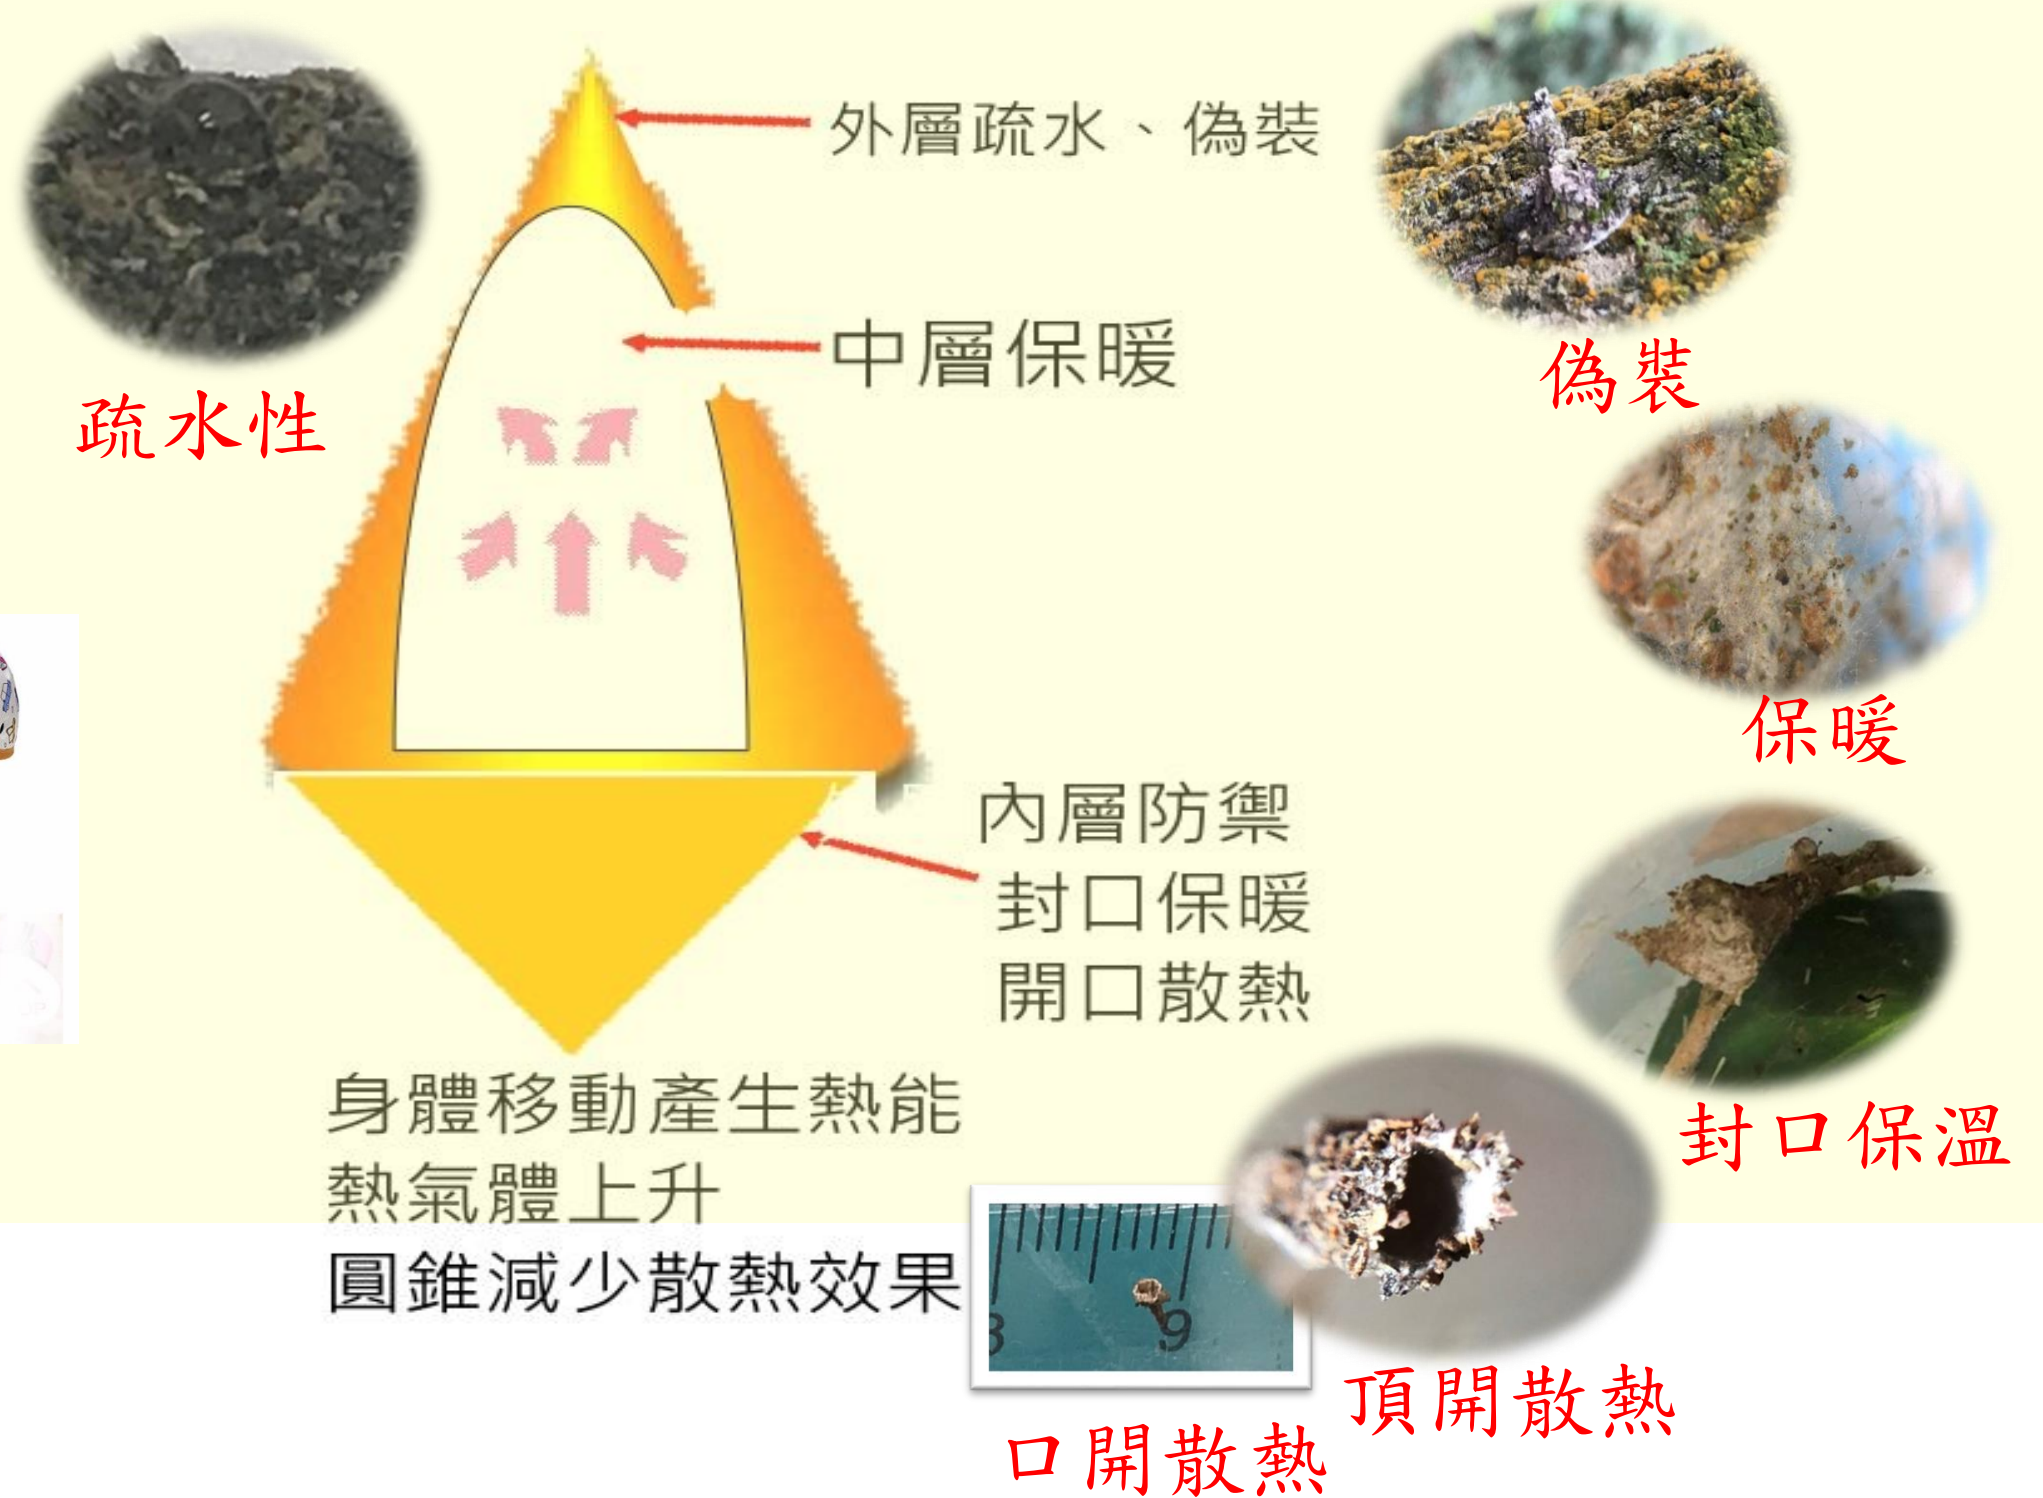 外層疏水、偽裝
偽裝
中層保暖
疏水性
保暖
內層防禦
封口保暖
開口散熱
身體移動產生熱能
熱氣體上升
圓錐減少散熱效果
封口保溫
9
頂開散熱
口開散熱